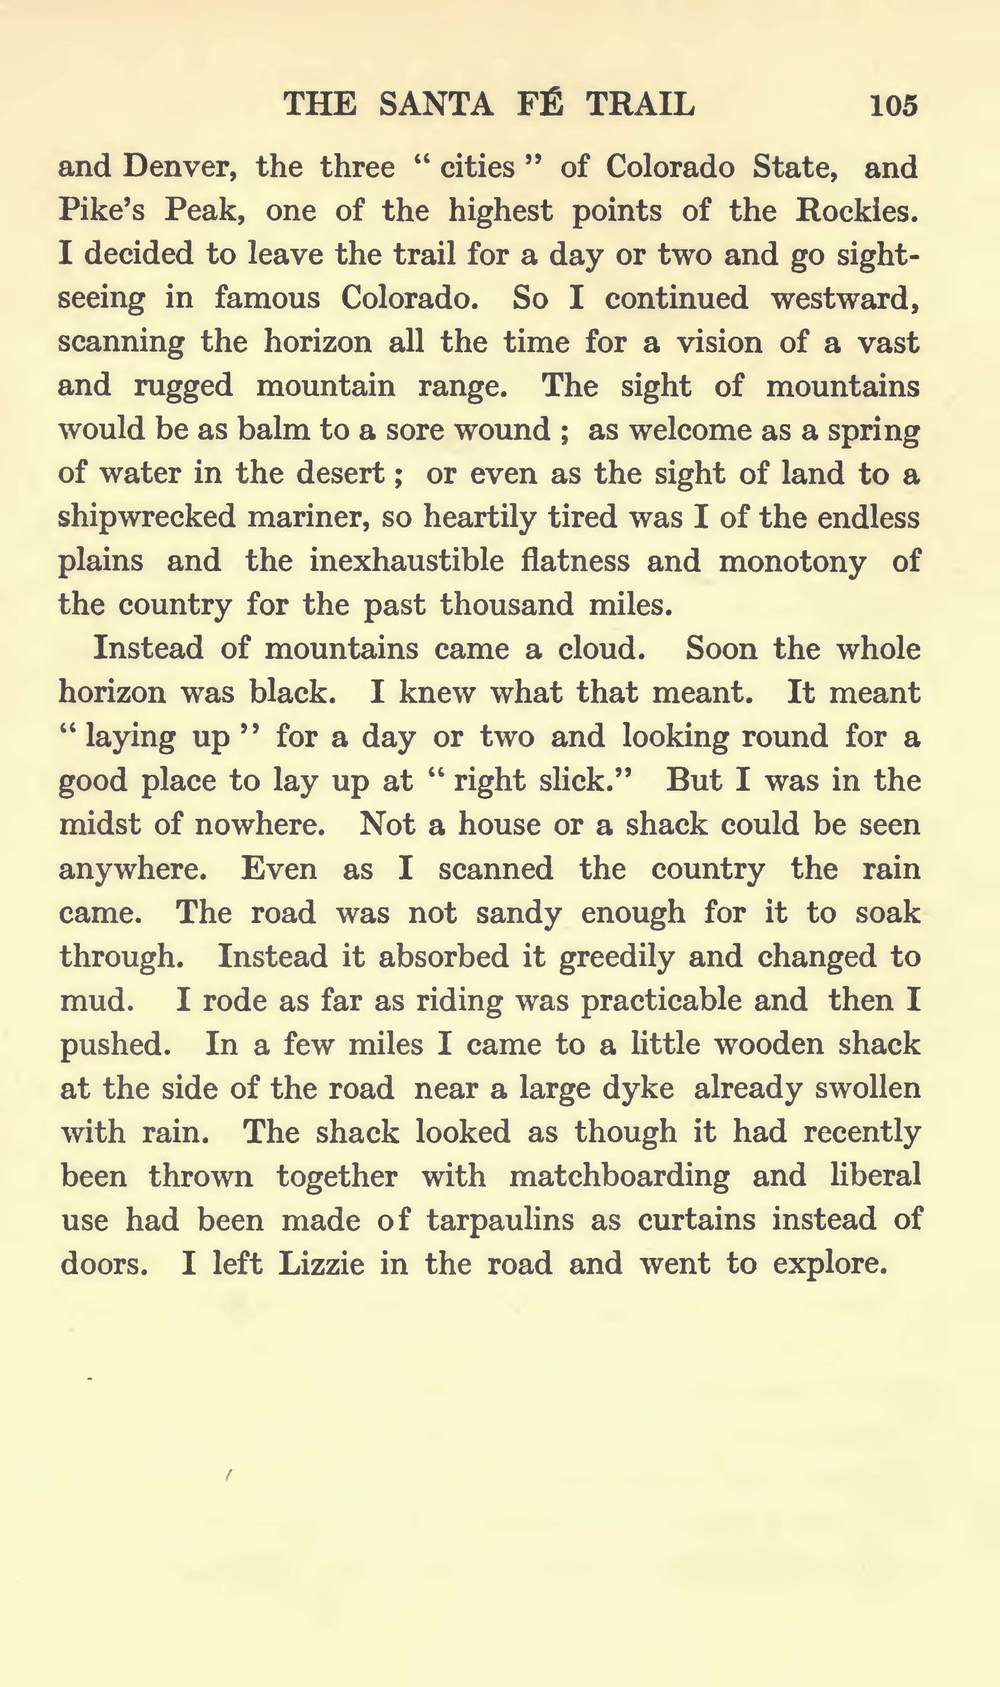 THE SANTA FÉ TRAIL 105
and Denver, the three “ cities ” of Colorado State, and
Pike’s Peak, one of the highest points of the Rockies.
I decided to leave the trail for a day or two and go sight-
seeing in famous Colorado. So I continued westward,
scanning the horizon all the time for a vision of a vast
and rugged mountain range. The sight of mountains
would be as balm to a sore wound ; as welcome as a spring
of water in the desert ; or even as the sight of land to a
shipwrecked mariner, so heartily tired was I of the endless
plains and the inexhaustible flatness and monotony of
the country for the past thousand miles.
Instead of mountains came a cloud. Soon the whole
horizon was black. I knew what that meant. It meant
“ laying up ” for a day or two and looking round for a
good place to lay up at “ right slick.” But I was in the
midst of nowhere. Not a house or a shack could be seen
anywhere. Even as I scanned the country the rain
came. The road was not sandy enough for it to soak
through. Instead it absorbed it greedily and changed to
mud. I rode as far as riding was practicable and then I
pushed. In a few miles I came to a little wooden shack
at the side of the road near a large dyke already swollen
with rain. The shack looked as though it had recently
been thrown together with matchboarding and liberal
use had been made of tarpaulins as curtains instead of
doors. I left Lizzie in the road and went to explore.